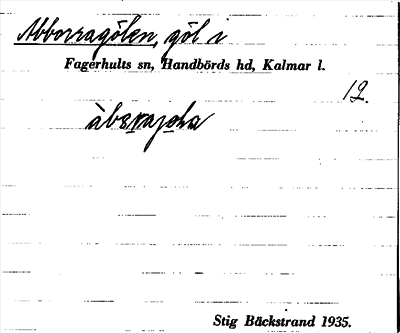 Abborragölen, göl i
Fagerhults sn, Handbörds hd, Kalmar l.
12.
Stig Bäckstrand 1935.